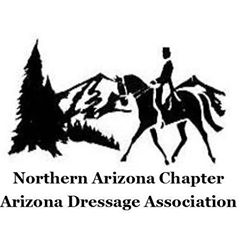 Northern Arizona Chapter
Arizona Dressage Association